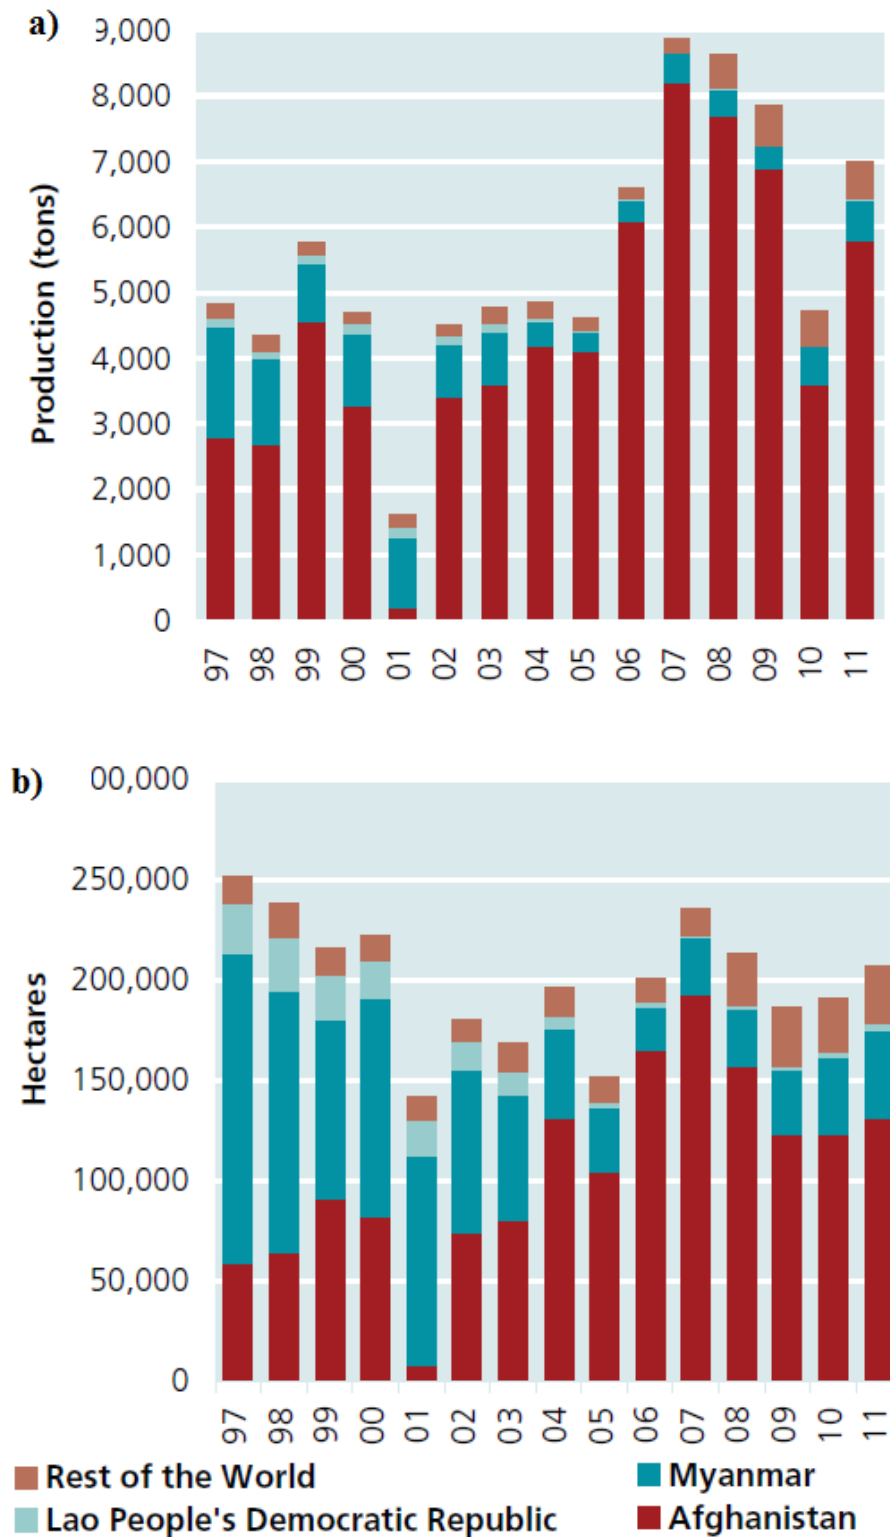 a)
9,000
8,000
7,000
6,000
5,000
4,000
3,000
2,000
1,000
0
Production (tons)
97 98 99 00 01 02 03 04 05 06 07 08 09 10 11
b)
00,000
250,000
200,000
150,000
100,000
50,000
0
Hectares
97 98 99 00 01 02 03 04 05 06 07 08 09 10 11
Rest of the World
Myanmar
Lao People's Democratic Republic
Afghanistan